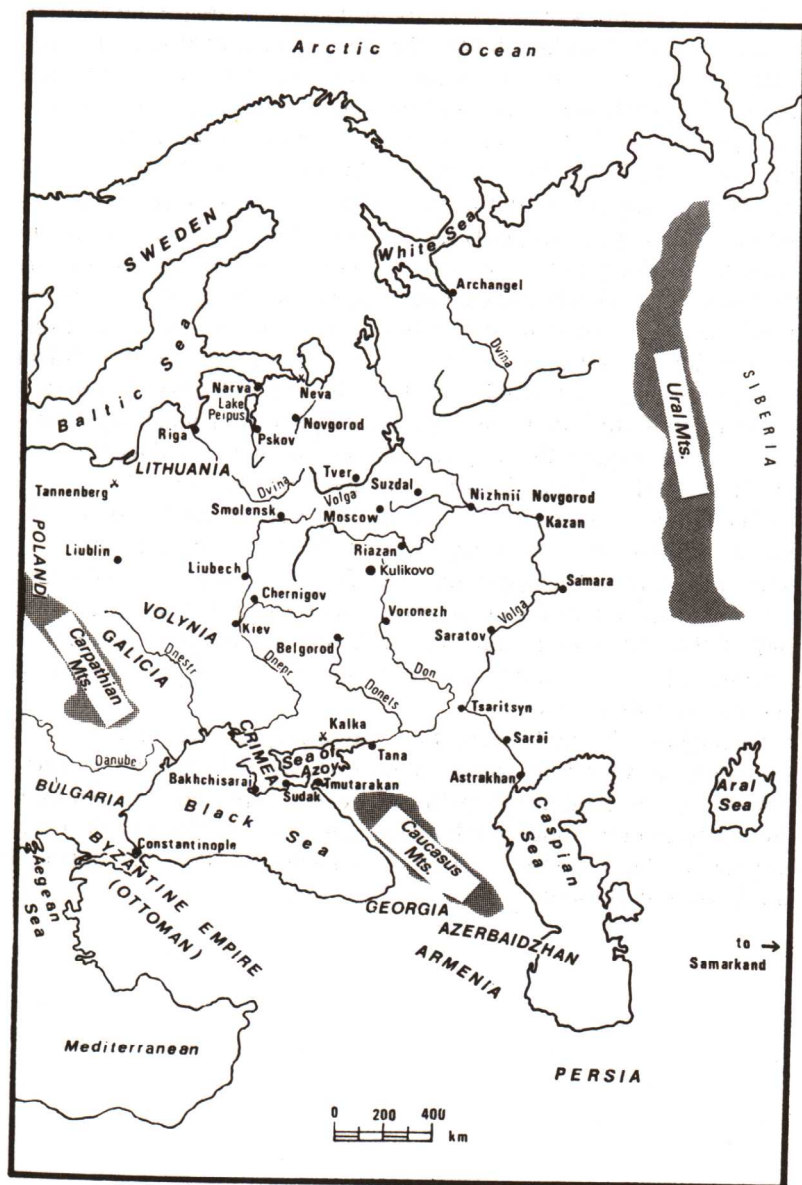 Arctic Ocean
SWEDEN
White Sea
Archangel
Dvina
Ural Mts.
SIBERIA
Baltic Sea
Narva
Neva
Lake
Peipus
Novgorod
Riga
Pskov
LITHUANIA
Tver
Suzdal
Dvina
Volga
Nizhnii Novgorod
Tannenberg
Smolensk
Moscow
Kazan
POLAND
Riazan
Liublin
Liubech
Kulikovo
Samara
Chernigov
Volga
VOLYNIA
Voronezh
Kiev
Saratov
GALICIA
Belgorod
Carpathian
Mts.
Dnestr
Dnepr
Don
Donets
Tsaritsyn
Kalka
Sarai
Danube
CRIMEA
Sea of
Azov
Tana
Astrakhan
BULGARIA
Bakhchisarai
Sudak
Tmutarakan
Aral
Sea
Black Sea
Caucasus
Mts.
Caspian
Sea
Constantinople
Aegean
Sea
BYZANTINE EMPIRE
(OTTOMAN)
GEORGIA
AZERBAIDZHAN
ARMENIA
to →
Samarkand
Mediterranean
PERSIA
0 200 400
km